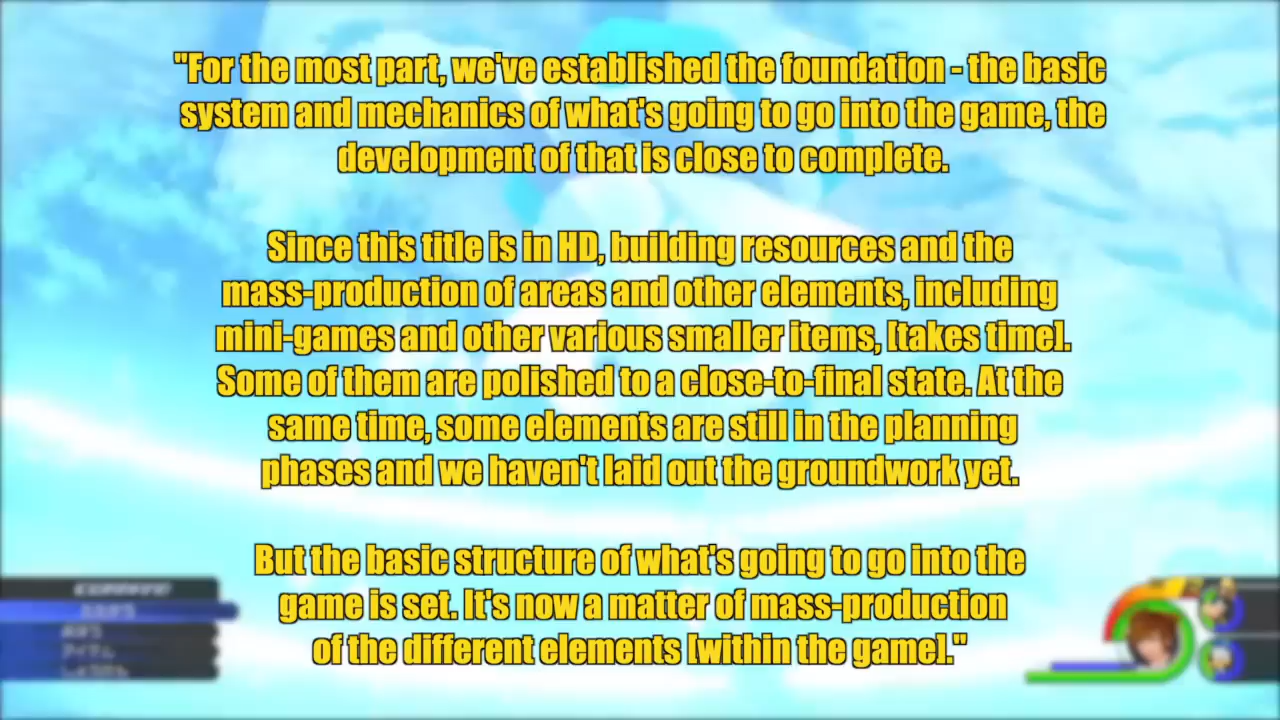 "For the most part, we've established the foundation - the basic
system and mechanics of what's going to go into the game, the
development of that is close to complete.
Since this title is in HD, building resources and the
mass-production of areas and other elements, including
mini-games and other various smaller items, [takes time].
Some of them are polished to a close-to-final state. At the
same time, some elements are still in the planning
phases and we haven't laid out the groundwork yet.
But the basic structure of what's going to go into the
game is set. It's now a matter of mass-production
of the different elements [within the game]."
アイテム